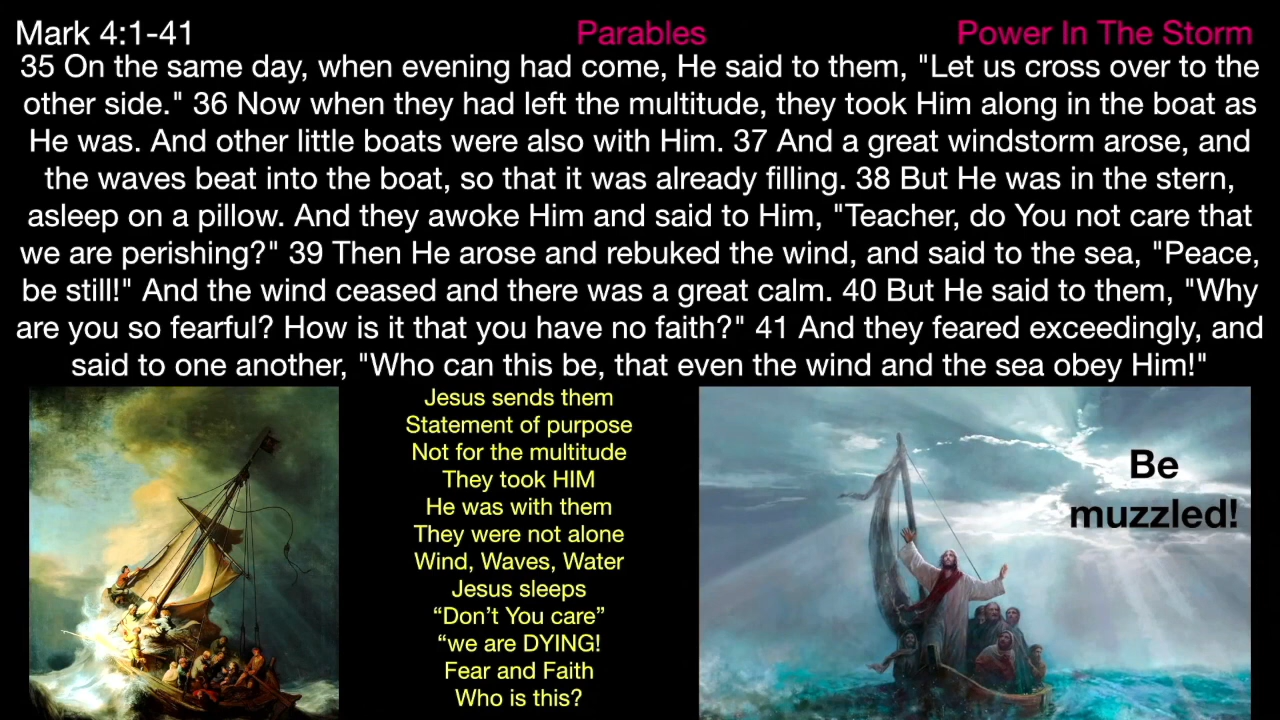 Mark 4:1-41 Parables Power In The Storm
35 On the same day, when evening had come, He said to them, "Let us cross over to the
other side." 36 Now when they had left the multitude, they took Him along in the boat as
He was. And other little boats were also with Him. 37 And a great windstorm arose, and
the waves beat into the boat, so that it was already filling. 38 But He was in the stern,
asleep on a pillow. And they awoke Him and said to Him, "Teacher, do You not care that
we are perishing?" 39 Then He arose and rebuked the wind, and said to the sea, "Peace,
be still!" And the wind ceased and there was a great calm. 40 But He said to them, "Why
are you so fearful? How is it that you have no faith?" 41 And they feared exceedingly, and
said to one another, "Who can this be, that even the wind and the sea obey Him!"
Jesus sends them
Statement of purpose
Not for the multitude
They took HIM
He was with them
They were not alone
Wind, Waves, Water
Jesus sleeps
“Don’t You care”
“we are DYING!
Fear and Faith
Who is this?
Be
muzzled!